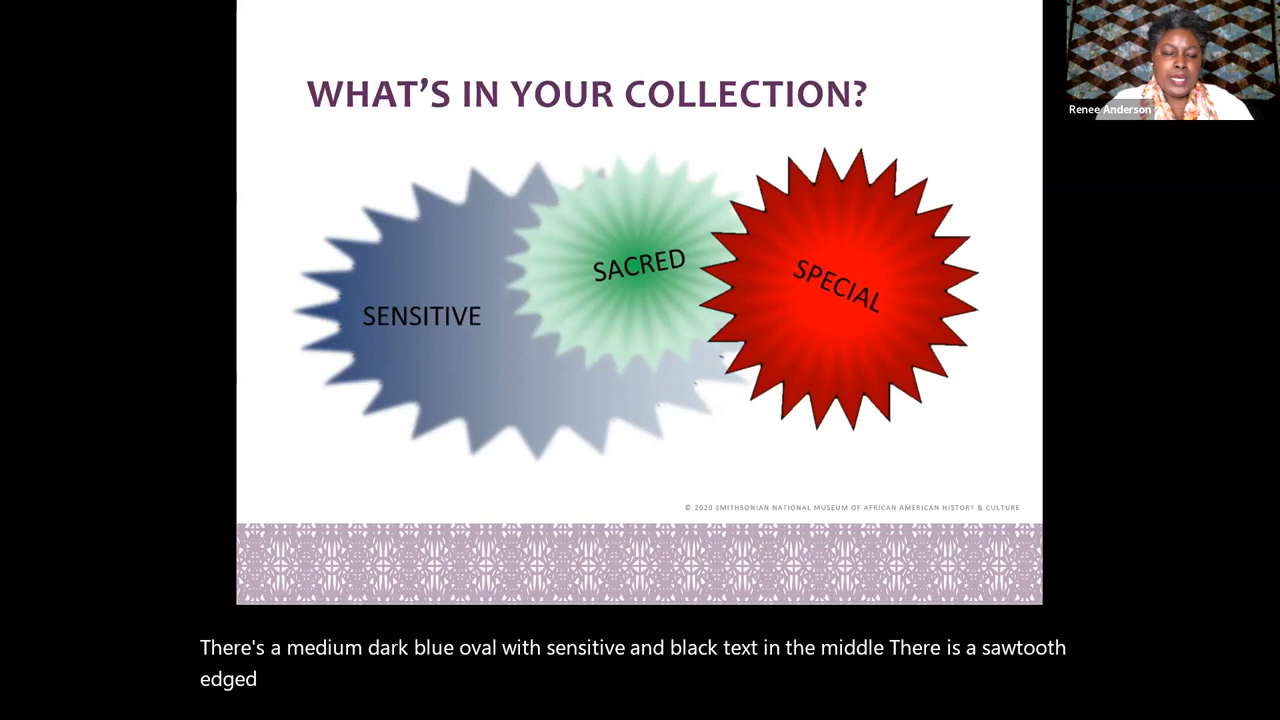 WHAT'S IN YOUR COLLECTION?
Renee Anderson
SENSITIVE
SACRED
SPECIAL
© 2020 SMITHSONIAN NATIONAL MUSEUM OF AFRICAN AMERICAN HISTORY & CULTURE
There's a medium dark blue oval with sensitive and black text in the middle There is a sawtooth
edged